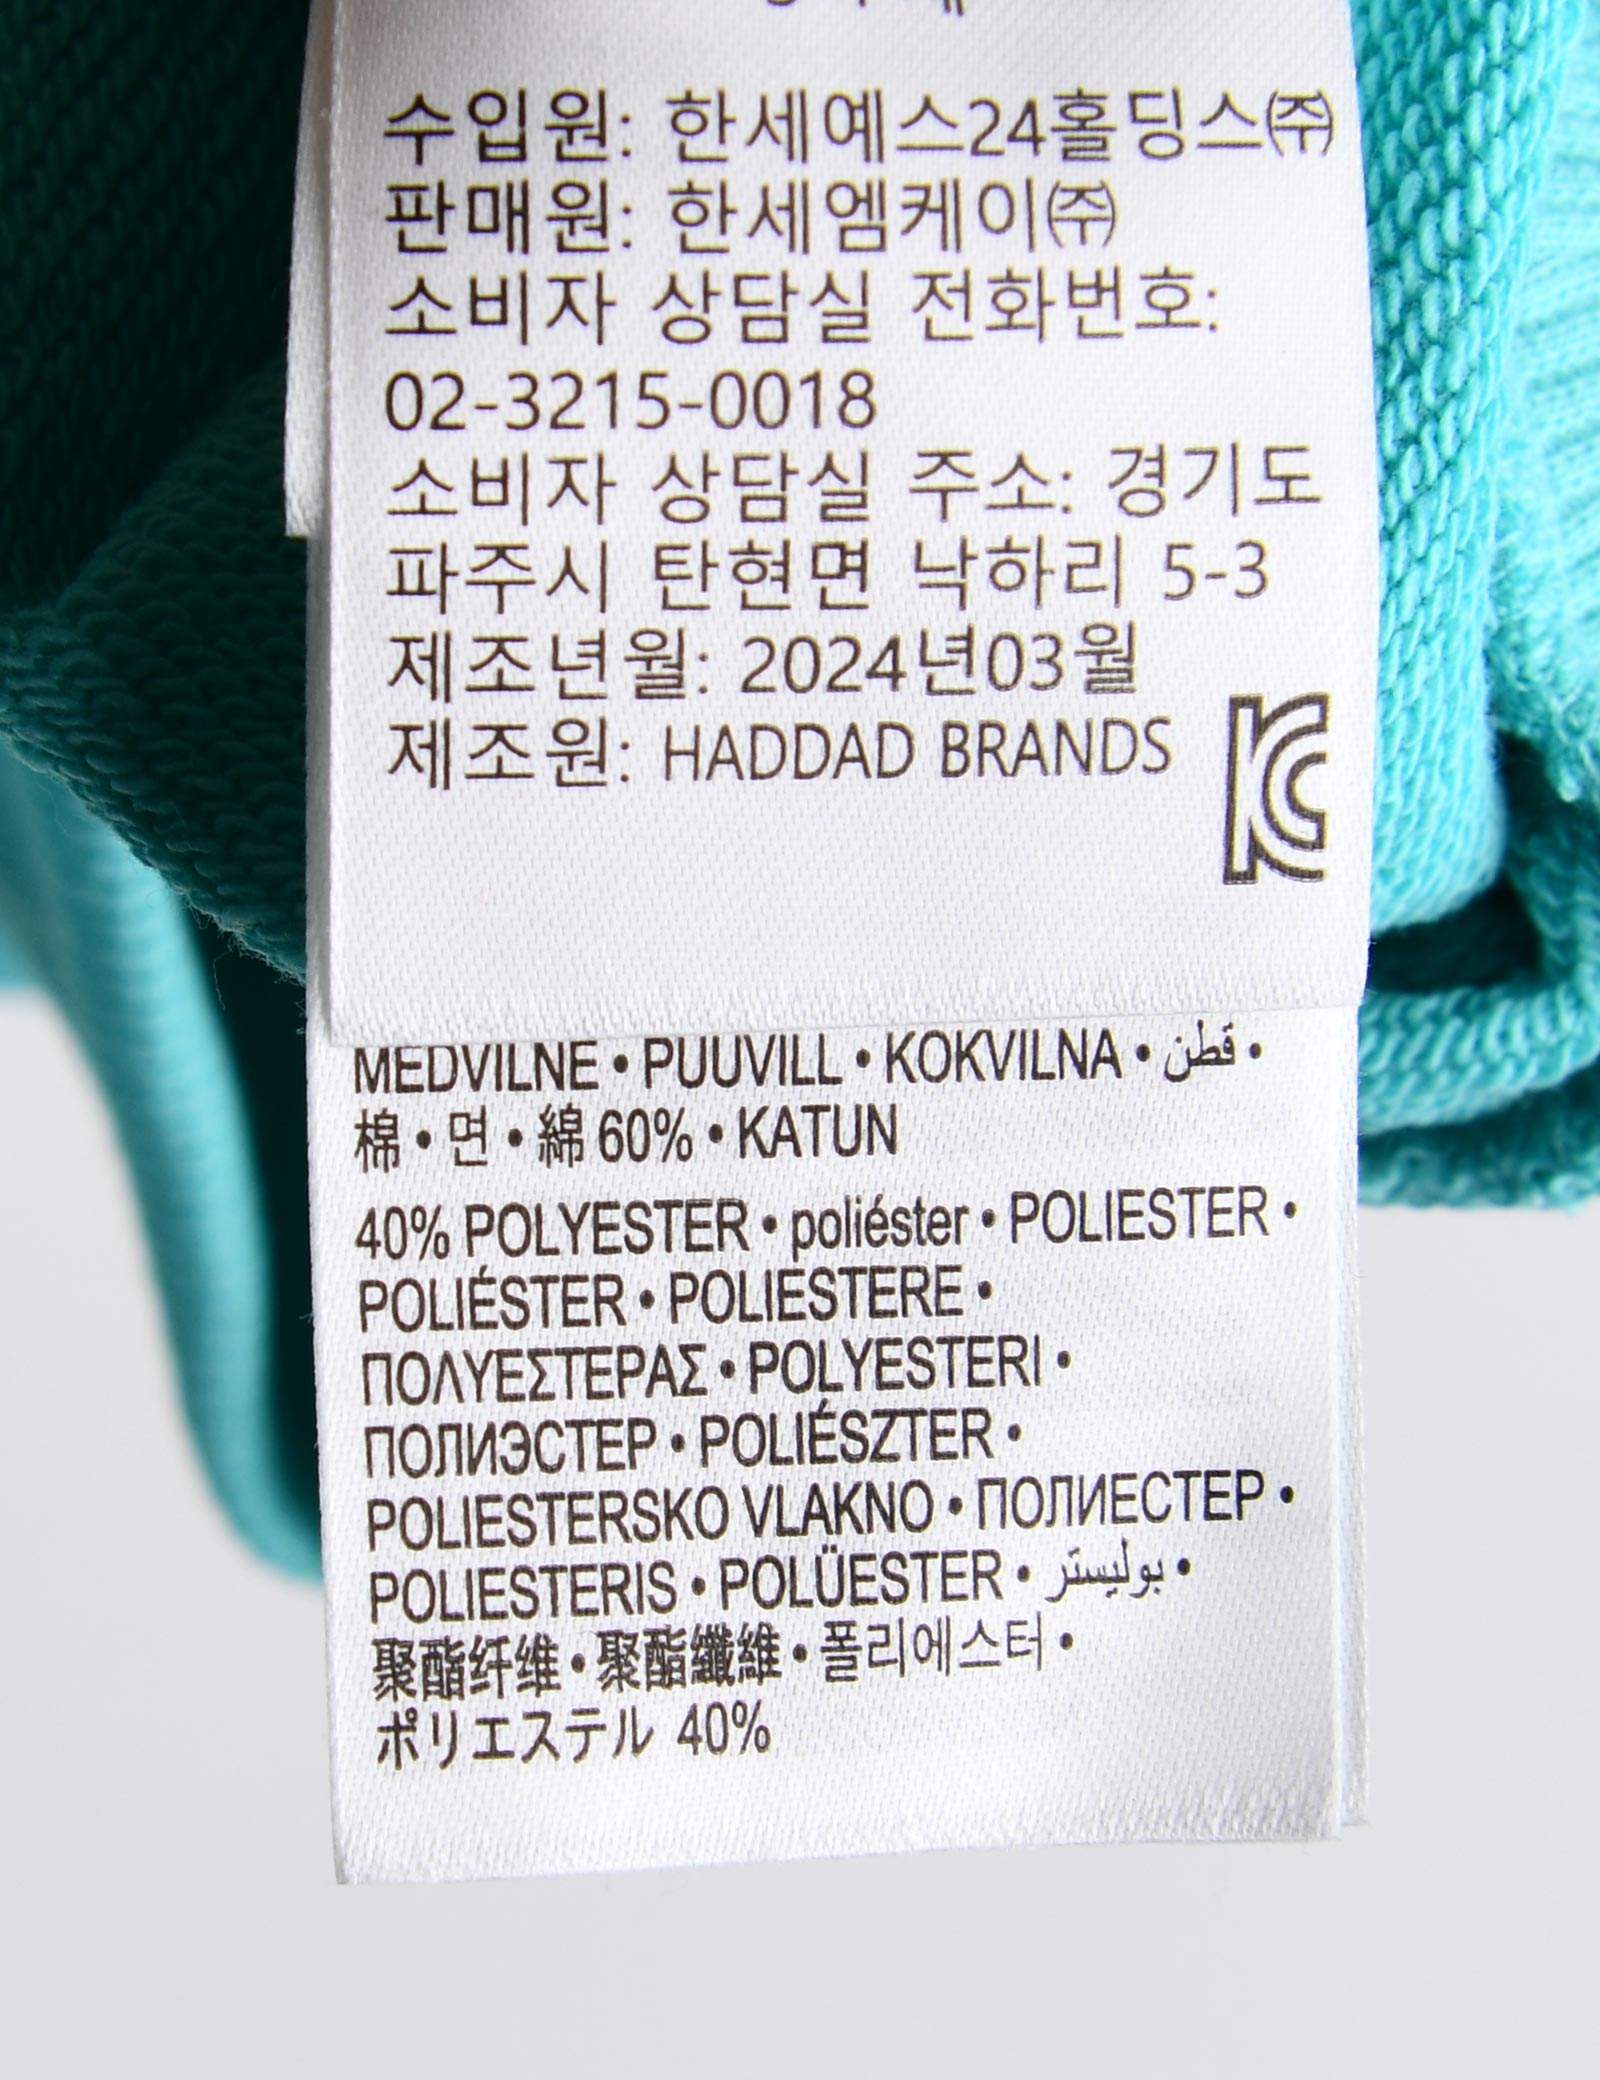 수입원: 한세예스24홀딩스㈜
판매원: 한세엠케이㈜
소비자 상담실 전화번호:
02-3215-0018
소비자 상담실 주소: 경기도
파주시 탄현면 낙하리 5-3
제조년월: 2024년03월
제조원: HADDAD BRANDS
KC
MEDVILNE • PUUVILL • KOKVILNA • قطن •
棉 • 면 • 綿 60% • KATUN
40% POLYESTER • poliéster • POLIESTER •
POLIÉSTER • POLIESTERE •
ΠΟΛΥΕΣΤΕΡΑΣ • POLYESTERI •
ПОЛИЭСТЕР • POLIÉSZTER •
POLIESTERSKO VLAKNO • ПОЛИЕСТЕР •
POLIESTERIS • POLÜESTER • بوليستر •
聚酯纤维 • 聚酯纖維 • 폴리에스터 •
ポリエステル 40%